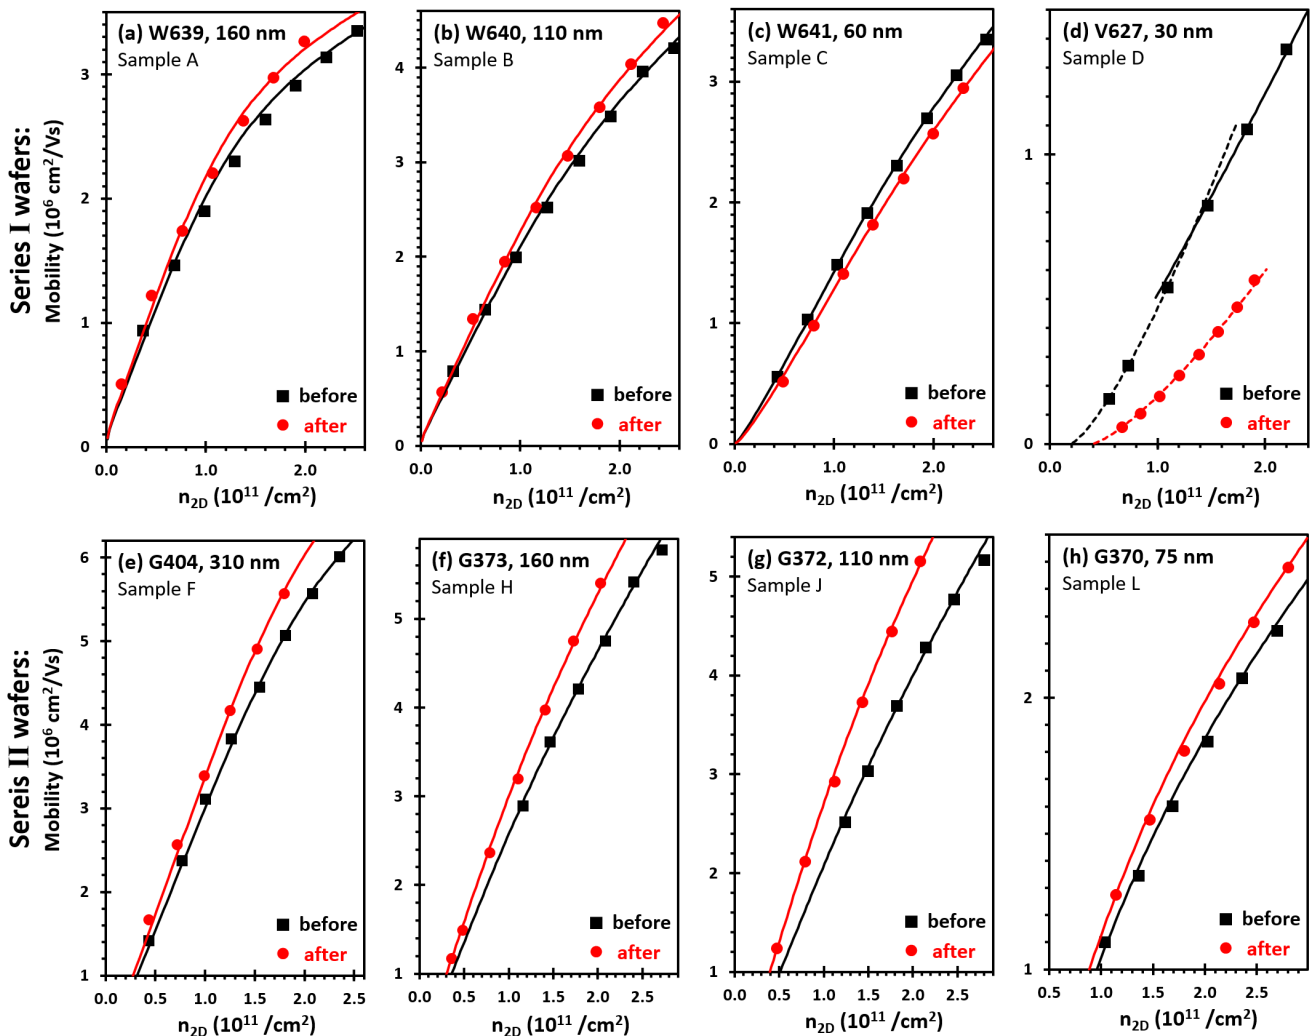 Series I wafers:
Mobility (10⁶ cm²/Vs)
(a) W639, 160 nm
Sample A
3
2
1
0
before
after
0.0 1.0 2.0
n₂D (10¹¹ /cm²)
(b) W640, 110 nm
Sample B
4
3
2
1
0
before
after
0.0 1.0 2.0
n₂D (10¹¹ /cm²)
(c) W641, 60 nm
Sample C
3
2
1
0
before
after
0.0 1.0 2.0
n₂D (10¹¹ /cm²)
(d) V627, 30 nm
Sample D
1
0
before
after
0.0 1.0 2.0
n₂D (10¹¹ /cm²)
Sereis II wafers:
Mobility (10⁶ cm²/Vs)
(e) G404, 310 nm
Sample F
6
5
4
3
2
1
before
after
0.0 0.5 1.0 1.5 2.0 2.5
n₂D (10¹¹ /cm²)
(f) G373, 160 nm
Sample H
5
4
3
2
1
before
after
0.0 0.5 1.0 1.5 2.0 2.5
n₂D (10¹¹ /cm²)
(g) G372, 110 nm
Sample J
5
4
3
2
1
before
after
0.0 0.5 1.0 1.5 2.0 2.5
n₂D (10¹¹ /cm²)
(h) G370, 75 nm
Sample L
2
1
before
after
0.5 1.0 1.5 2.0 2.5
n₂D (10¹¹ /cm²)